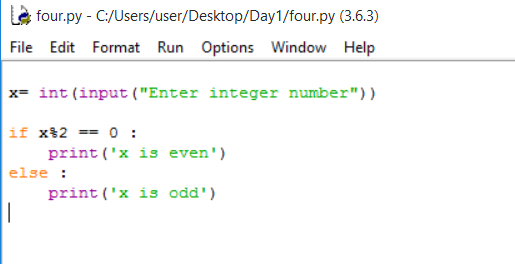 four.py - C:/Users/user/Desktop/Day1/four.py (3.6.3)
File Edit Format Run Options Window Help
x= int(input("Enter integer number"))
if x%2 == 0 :
    print('x is even')
else :
    print('x is odd')